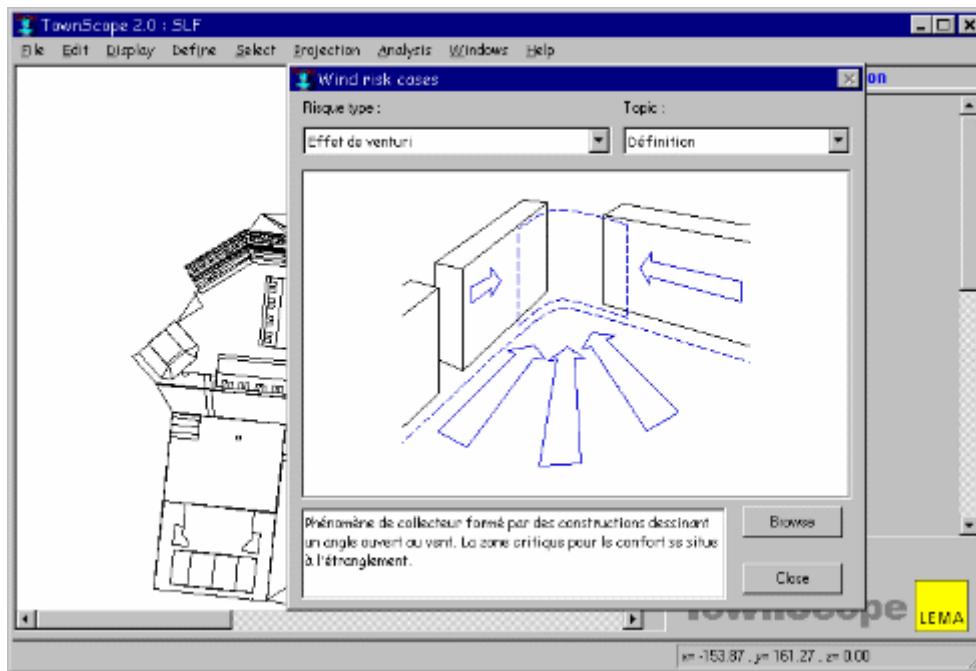 TownScope 2.0 : SLF
File Edit Display Define Select Projection Analysis Windows Help
Wind risk cases
on
Risque type :
Topic :
Effet de venturi
Définition
Phénomène de collecteur formé par des constructions dessinant
un angle ouvert au vent. La zone critique pour le confort se situe
à l'étranglement.
Browse
Close
TownScope
LEMA
x= -153.87 , y= 161.27 , z= 0.00